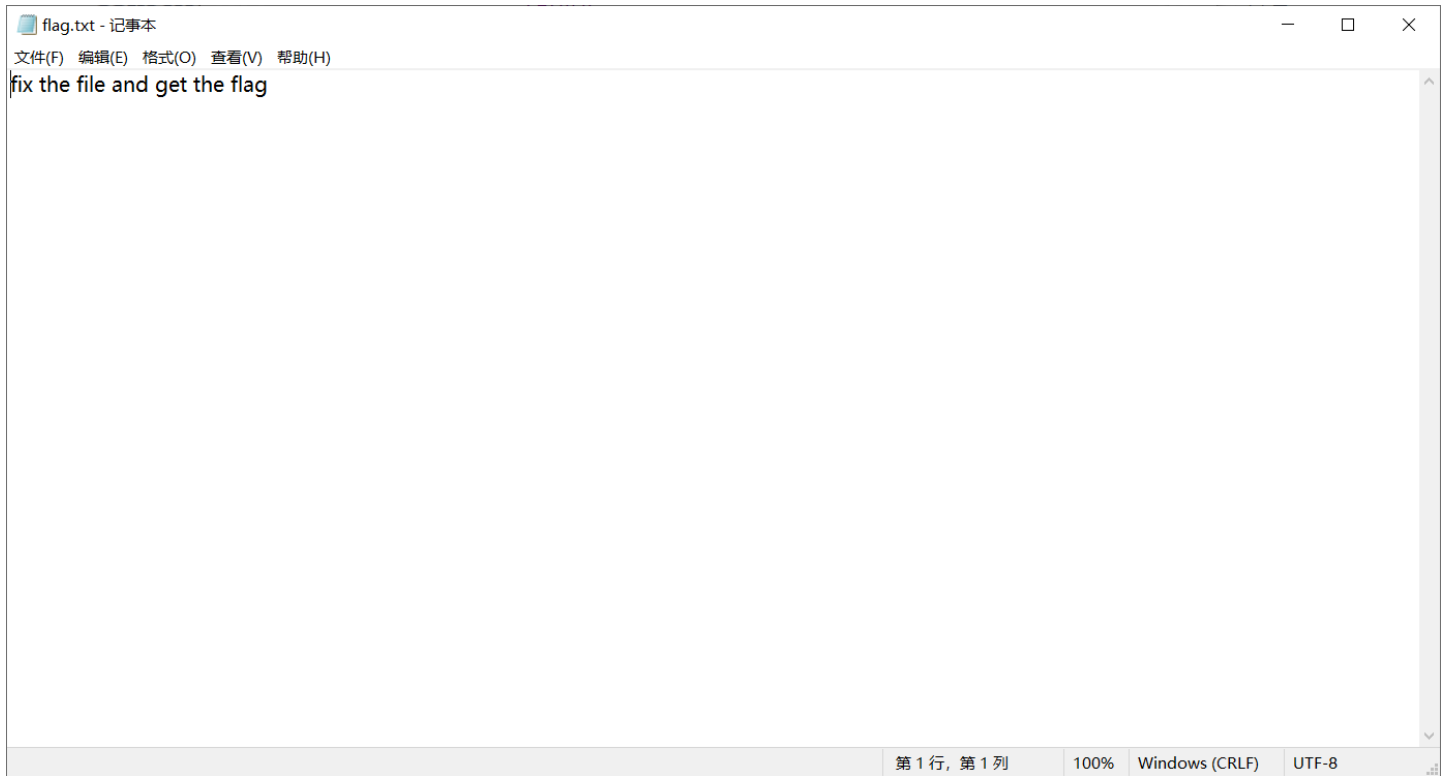 flag.txt - 记事本
文件(F) 编辑(E) 格式(O) 查看(V) 帮助(H)
fix the file and get the flag
第 1 行，第 1 列 100% Windows (CRLF) UTF-8